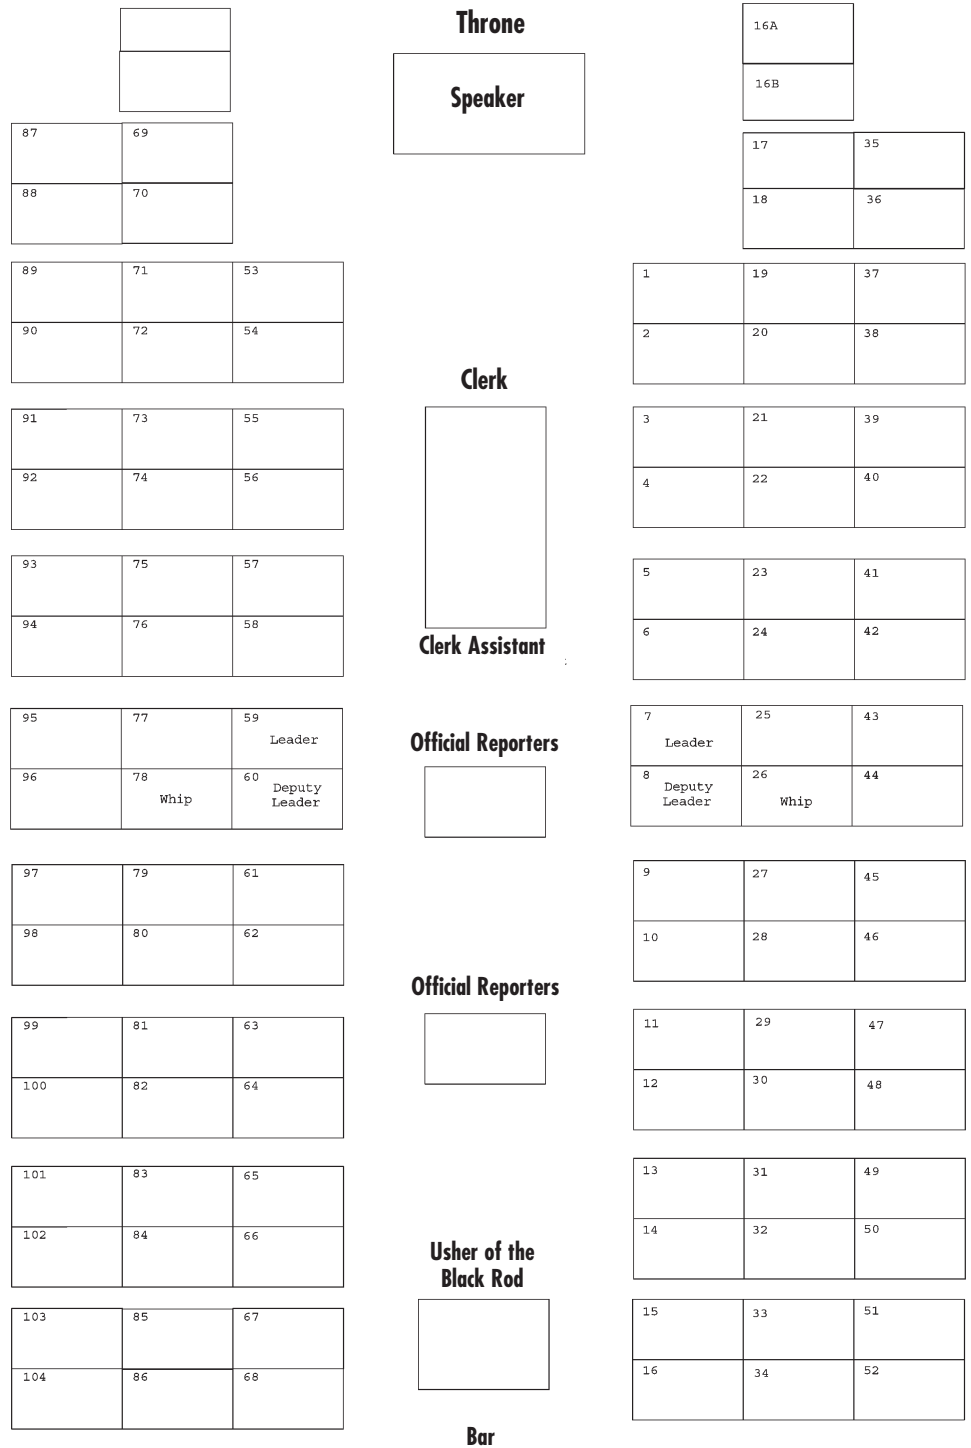 Throne
16A
Speaker
16B
87 69
17 35
88 70
18 36
89 71 53
1 19 37
90 72 54
2 20 38
Clerk
91 73 55
3 21 39
92 74 56
4 22 40
93 75 57
5 23 41
94 76 58
6 24 42
Clerk Assistant
95 77 59
Leader
7 25 43
Leader
Official Reporters
96 78 60
Whip
Deputy
Leader
8 26 44
Deputy
Leader
Whip
97 79 61
9 27 45
98 80 62
10 28 46
Official Reporters
99 81 63
11 29 47
100 82 64
12 30 48
101 83 65
13 31 49
102 84 66
14 32 50
Usher of the
Black Rod
103 85 67
15 33 51
104 86 68
16 34 52
Bar